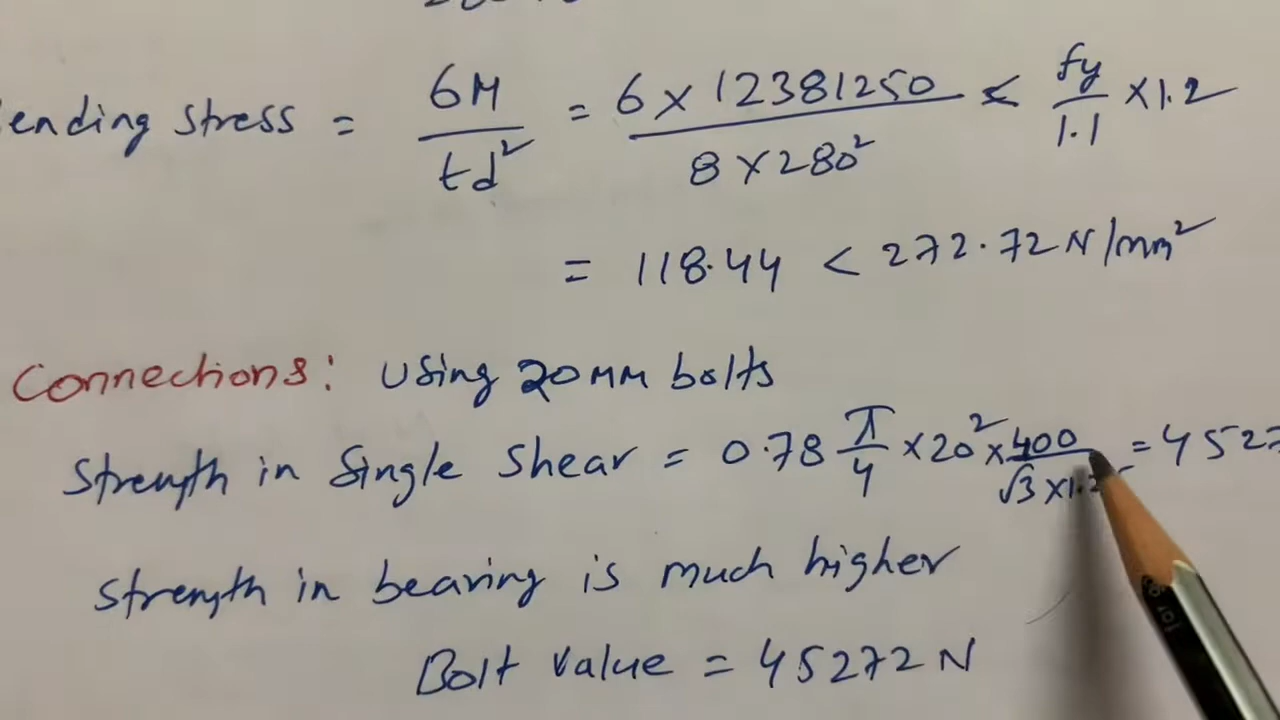 ending stress = 6M / td² = 6 × 12381250 / 8 × 280² < fy / 1.1 × 1.2
= 118.44 < 272.72 N/mm²
Connections: Using 20MM bolts
Strength in Single Shear = 0.78 π/4 × 20² × 400 / √3 × 1. = 4527
Strength in bearing is much higher
Bolt value = 45272 N